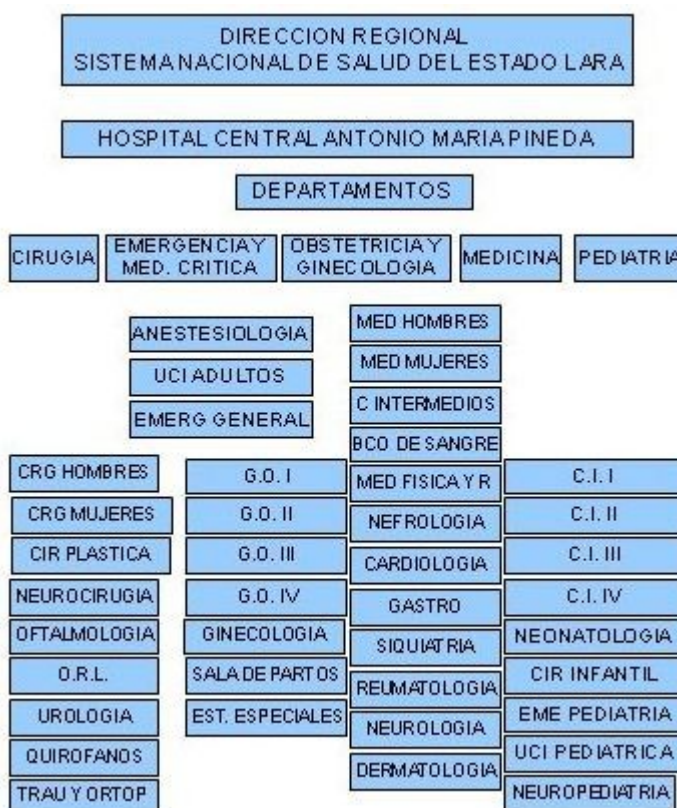 DIRECCION REGIONAL
SISTEMA NACIONAL DE SALUD DEL ESTADO LARA
HOSPITAL CENTRAL ANTONIO MARIA PINEDA
DEPARTAMENTOS
CIRUGIA
EMERGENCIA Y
MED. CRITICA
OBSTETRICIA Y
GINECOLOGIA
MEDICINA
PEDIATRIA
ANESTESIOLOGIA
UCI ADULTOS
EMERG GENERAL
CRG HOMBRES
CRG MUJERES
CIR PLASTICA
NEUROCIRUGIA
OFTALMOLOGIA
O.R.L.
UROLOGIA
QUIROFANOS
TRAU Y ORTOP
G.O. I
G.O. II
G.O. III
G.O. IV
GINECOLOGIA
SALA DE PARTOS
EST. ESPECIALES
MED HOMBRES
MED MUJERES
C INTERMEDIOS
BCO DE SANGRE
MED FISICA Y R
NEFROLOGIA
CARDIOLOGIA
GASTRO
SIQUIATRIA
REUMATOLOGIA
NEUROLOGIA
DERMATOLOGIA
C.I. I
C.I. II
C.I. III
C.I. IV
NEONATOLOGIA
CIR INFANTIL
EME PEDIATRIA
UCI PEDIATRICA
NEUROPEDIATRIA